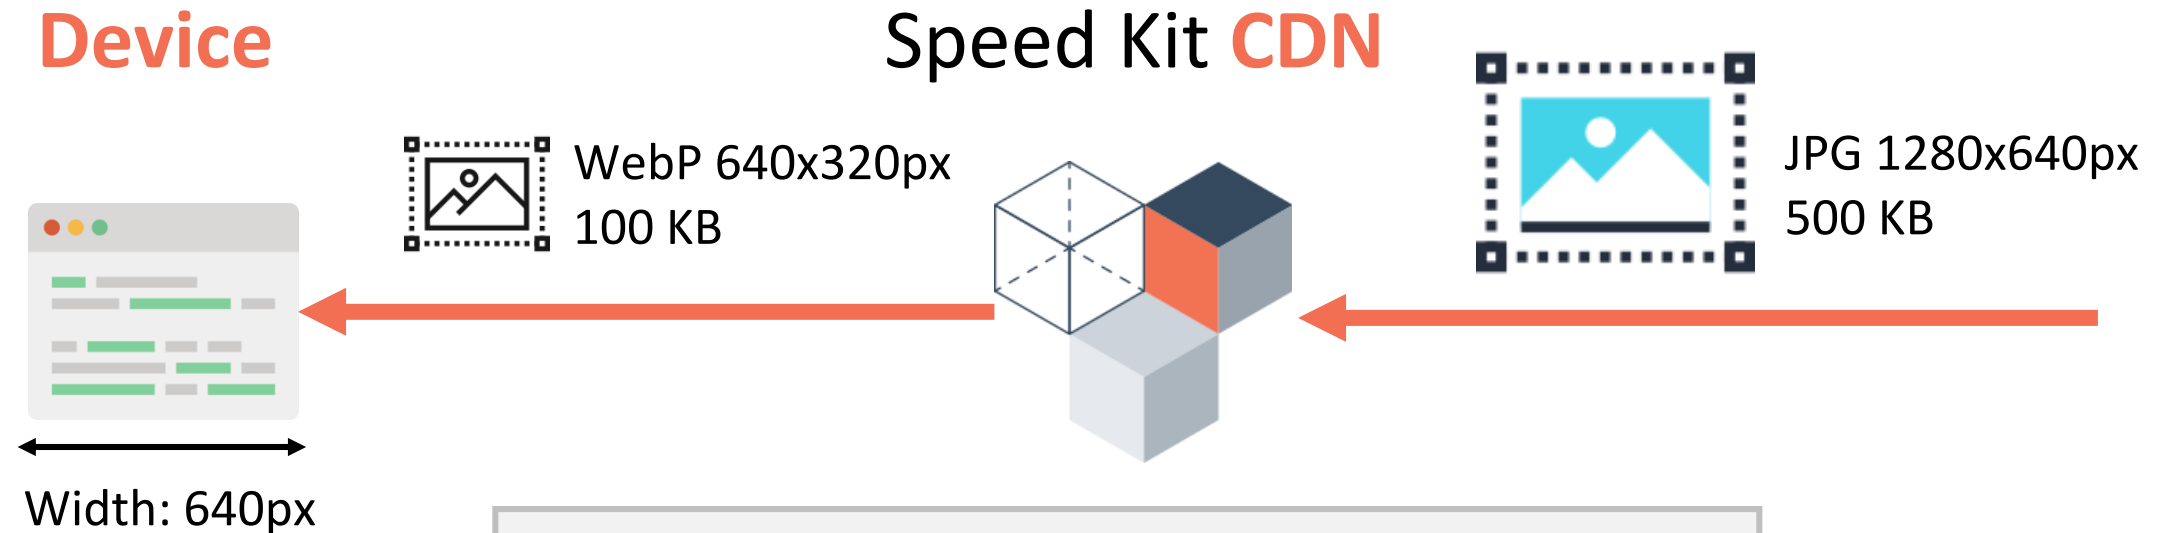 Device
Speed Kit CDN
WebP 640x320px
100 KB
JPG 1280x640px
500 KB
Width: 640px